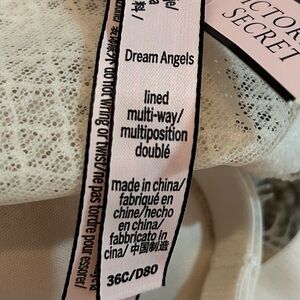 Dream Angels
lined
multi-way/
multiposition
doublé
made in china/
fabriqué en
chine/hecho
en china/
fabbricato in
cina/中国制造
36C/D80
do not wring or twist/ne pas tordre pour essorer/
VICTORIA'S
SECRET